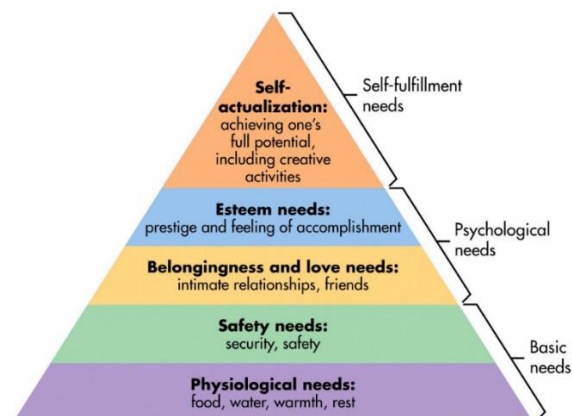 Self-
actualization:
achieving one's
full potential,
including creative
activities
Self-fulfillment
needs
Esteem needs:
prestige and feeling of accomplishment
Psychological
needs
Belongingness and love needs:
intimate relationships, friends
Safety needs:
security, safety
Basic
needs
Physiological needs:
food, water, warmth, rest